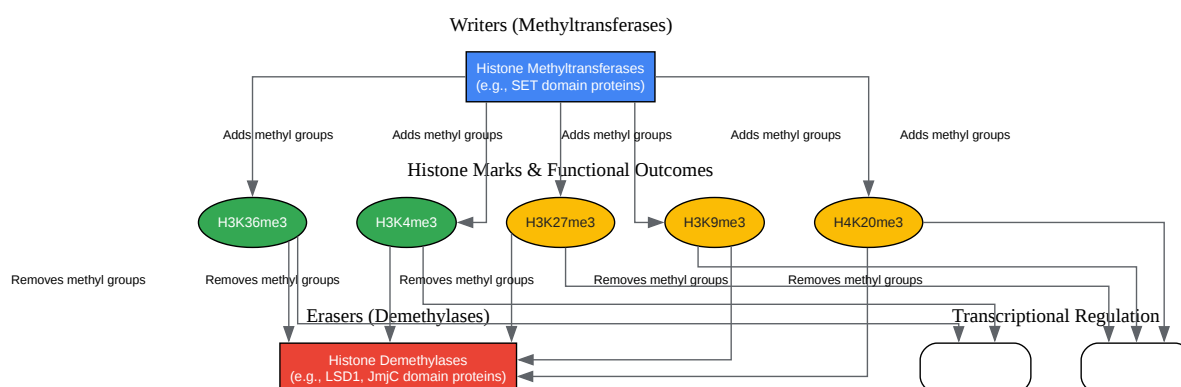 Writers (Methyltransferases)
Histone Methyltransferases
(e.g., SET domain proteins)
Adds methyl groups
Adds methyl groups
Adds methyl groups
Adds methyl groups
Adds methyl groups
Histone Marks & Functional Outcomes
H3K36me3
H3K4me3
H3K27me3
H3K9me3
H4K20me3
Removes methyl groups
Removes methyl groups
Removes methyl groups
Removes methyl groups
Removes methyl groups
Erasers (Demethylases)
Transcriptional Regulation
Histone Demethylases
(e.g., LSD1, JmjC domain proteins)